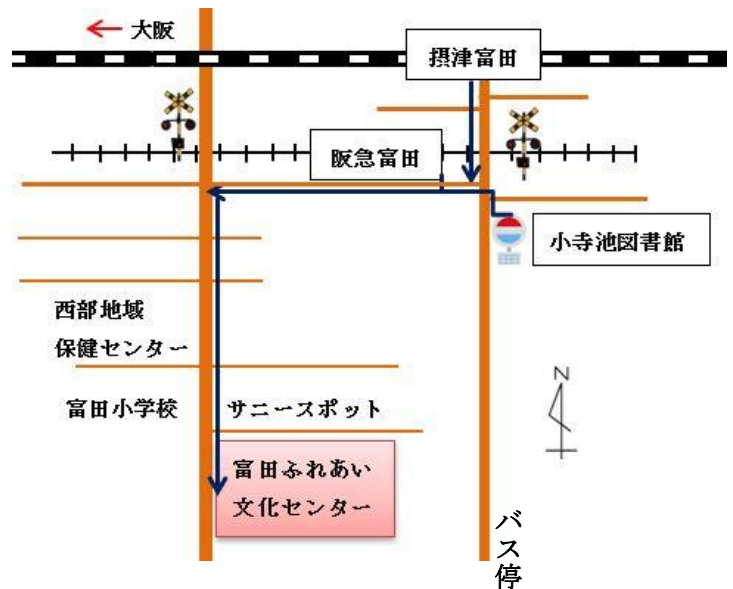 大阪
摂津富田
阪急富田
小寺池図書館
西部地域
保健センター
富田小学校
サニースポット
富田ふれあい
文化センター
N
バス停